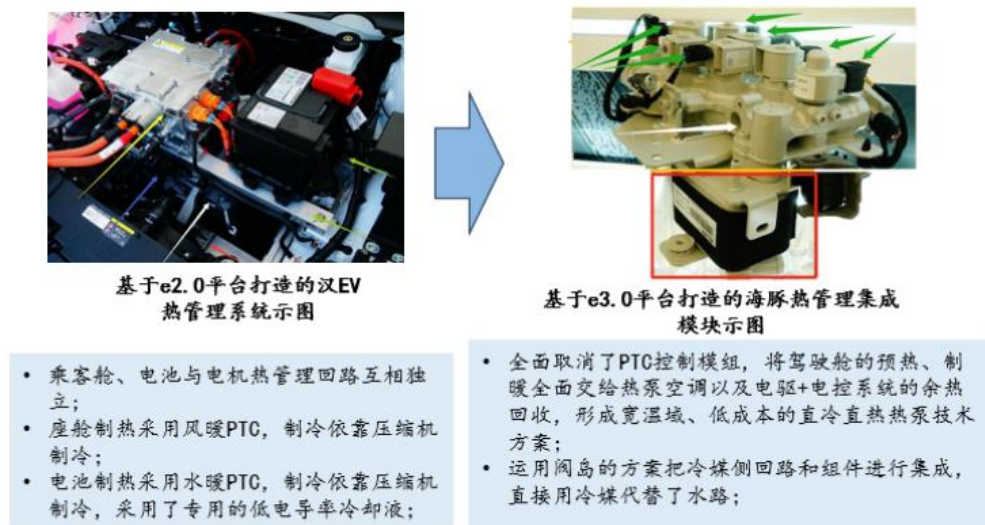 基于e2.0平台打造的汉EV
热管理系统示图
基于e3.0平台打造的海豚热管理集成
模块示图
• 乘客舱、电池与电机热管理回路互相独
立；
• 座舱制热采用风暖PTC，制冷依靠压缩机
制冷；
• 电池制热采用水暖PTC，制冷依靠压缩机
制冷，采用了专用的低电导率冷却液；
• 全面取消了PTC控制模组，将驾驶舱的预热、制
暖全面交给热泵空调以及电驱+电控系统的余热
回收，形成宽温域、低成本的直冷直热热泵技术
方案；
• 运用阀岛的方案把冷媒侧回路和组件进行集成，
直接用冷媒代替了水路；